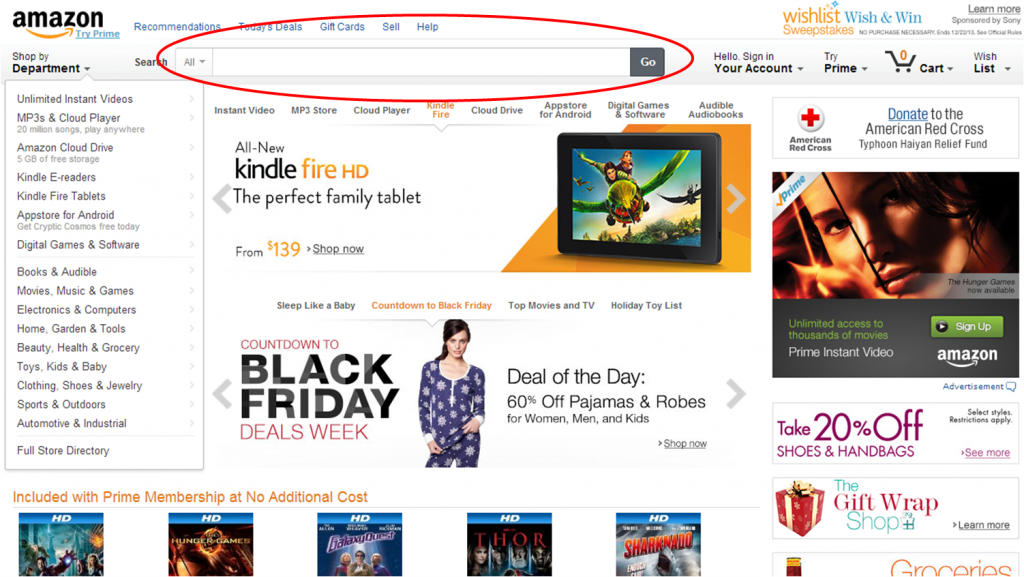 amazon
Try Prime
Recommendations
Today's Deals
Gift Cards
Sell
Help
wishlist Wish & Win
Sweepstakes
Learn more
Sponsored by Sony
NO PURCHASE NECESSARY. Ends 12/22/13. See Official Rules
Shop by
Department
Search
All
Go
Hello. Sign in
Your Account
Try
Prime
0
Cart
Wish
List
Unlimited Instant Videos
MP3s & Cloud Player
20 million songs, play anywhere
Amazon Cloud Drive
5 GB of free storage
Kindle E-readers
Kindle Fire Tablets
Appstore for Android
Get Cryptic Cosmos free today
Digital Games & Software
Books & Audible
Movies, Music & Games
Electronics & Computers
Home, Garden & Tools
Beauty, Health & Grocery
Toys, Kids & Baby
Clothing, Shoes & Jewelry
Sports & Outdoors
Automotive & Industrial
Full Store Directory
Instant Video
MP3 Store
Cloud Player
Kindle
Fire
Cloud Drive
Appstore
for Android
Digital Games
& Software
Audible
Audiobooks
All-New
kindle fire HD
The perfect family tablet
From $139 › Shop now
Sleep Like a Baby
Countdown to Black Friday
Top Movies and TV
Holiday Toy List
COUNTDOWN TO
BLACK
FRIDAY
DEALS WEEK
Deal of the Day:
60% Off Pajamas & Robes
for Women, Men, and Kids
› Shop now
American
Red Cross
Donate to the
American Red Cross
Typhoon Haiyan Relief Fund
Prime
The Hunger Games
now available
Unlimited access to
thousands of movies
Prime Instant Video
Sign Up
amazon
Advertisement
Take 20% Off
SHOES & HANDBAGS
Select styles.
Restrictions apply.
›See more
The
Gift Wrap
Shop
› Learn more
Groceries
Included with Prime Membership at No Additional Cost
HD
HD
THE HUNGER GAMES
HD
GalaxyQuest
HD
THOR
HD
SHARKNADO
ENOUGH